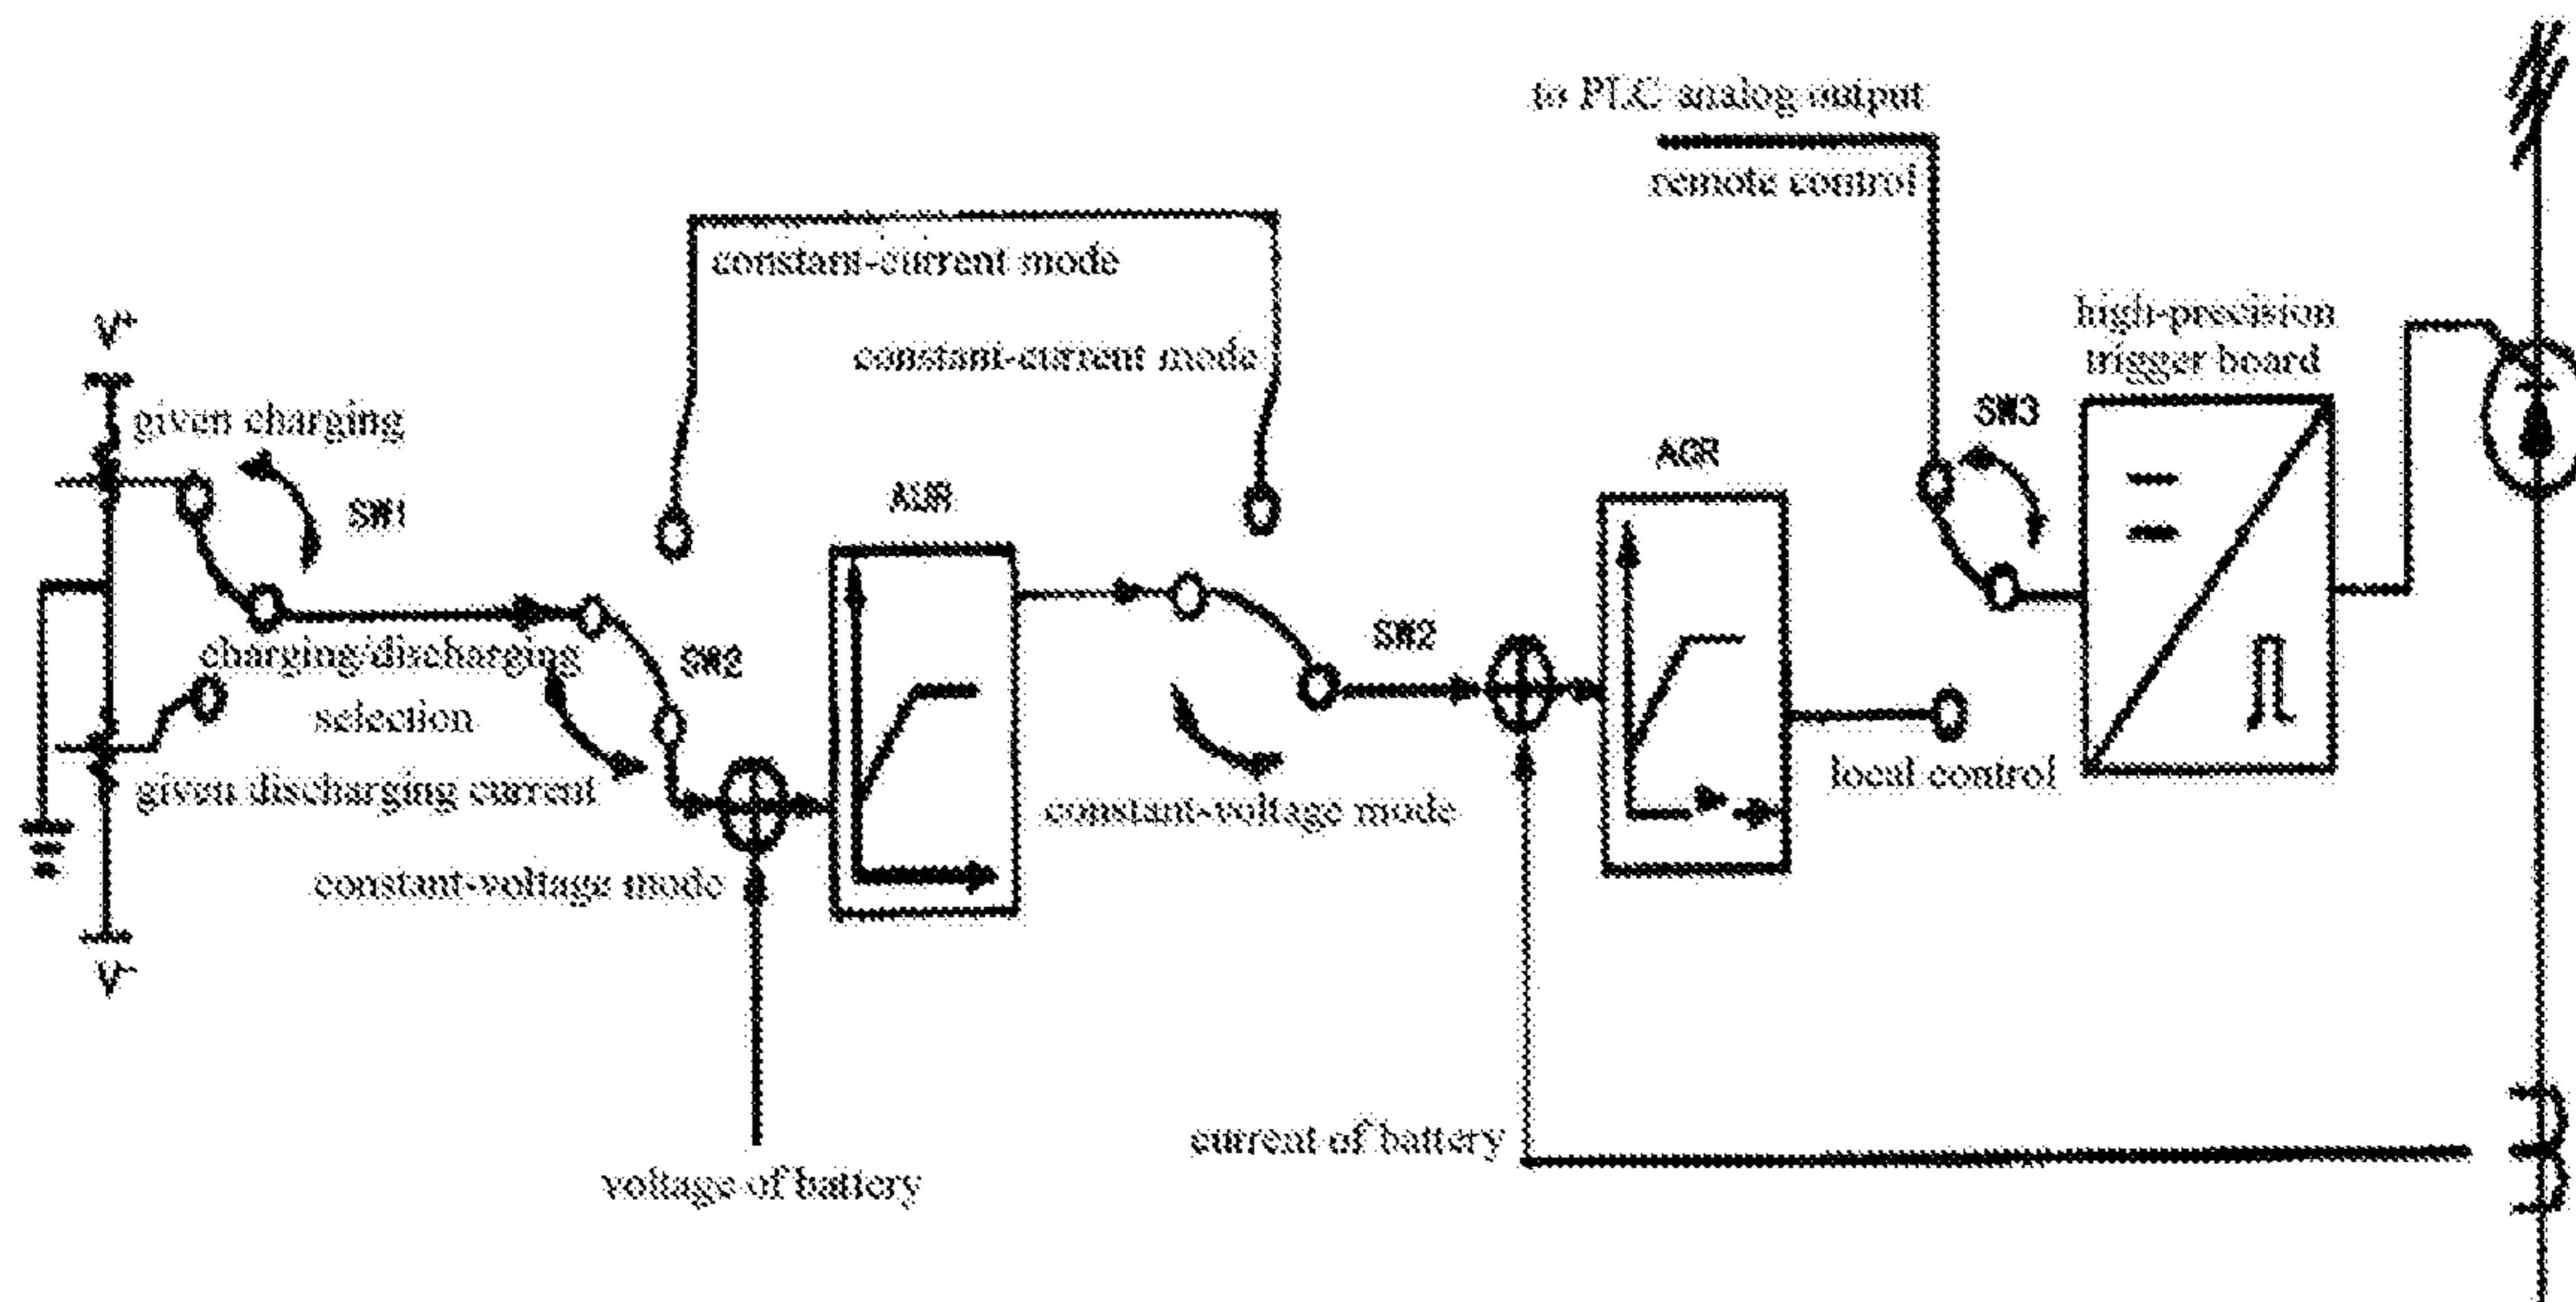 to PLC analog output
remote control
constant-current mode
constant-current mode
high-precision
trigger board
V+
given charging
SW1
SW3
AUR
AGR
charging/discharging
selection
SW2
SW2
given discharging current
constant-voltage mode
local control
constant-voltage mode
V-
current of battery
voltage of battery